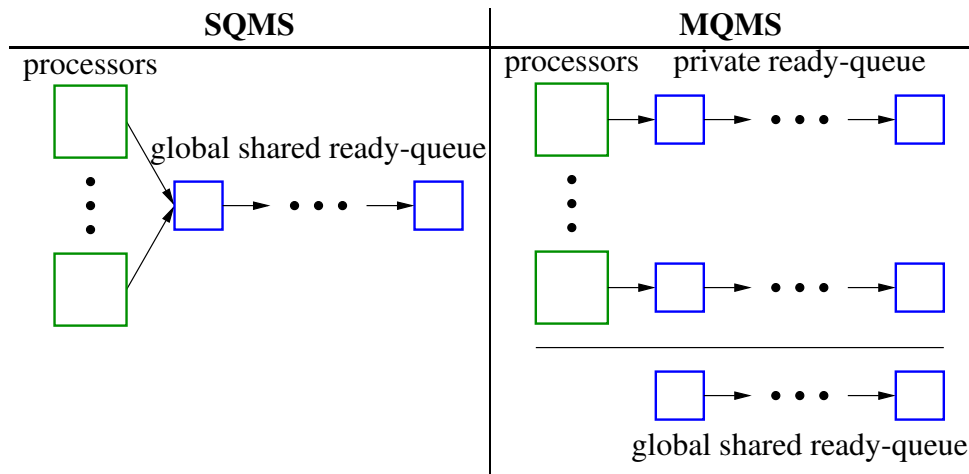 SQMS
processors
global shared ready-queue
MQMS
processors
private ready-queue
global shared ready-queue